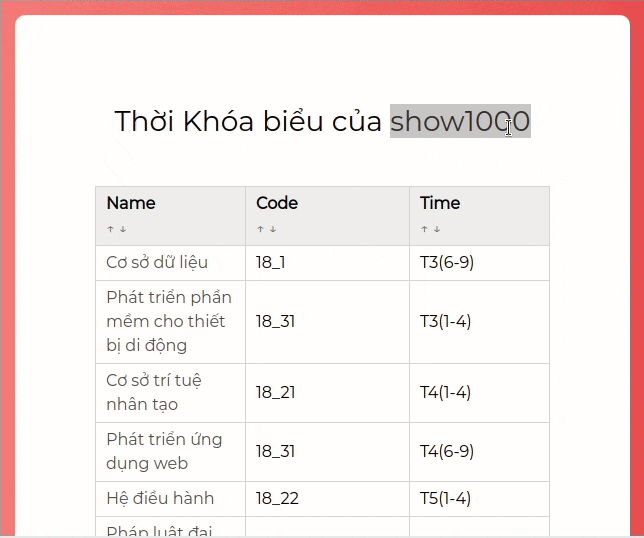 Thời Khóa biểu của show1000
Name Code Time
↑ ↓ ↑ ↓ ↑ ↓
Cơ sở dữ liệu 18_1 T3(6-9)
Phát triển phần
mềm cho thiết 18_31 T3(1-4)
bị di động
Cơ sở trí tuệ 18_21 T4(1-4)
nhân tạo
Phát triển ứng 18_31 T4(6-9)
dụng web
Hệ điều hành 18_22 T5(1-4)
Pháp luật đại